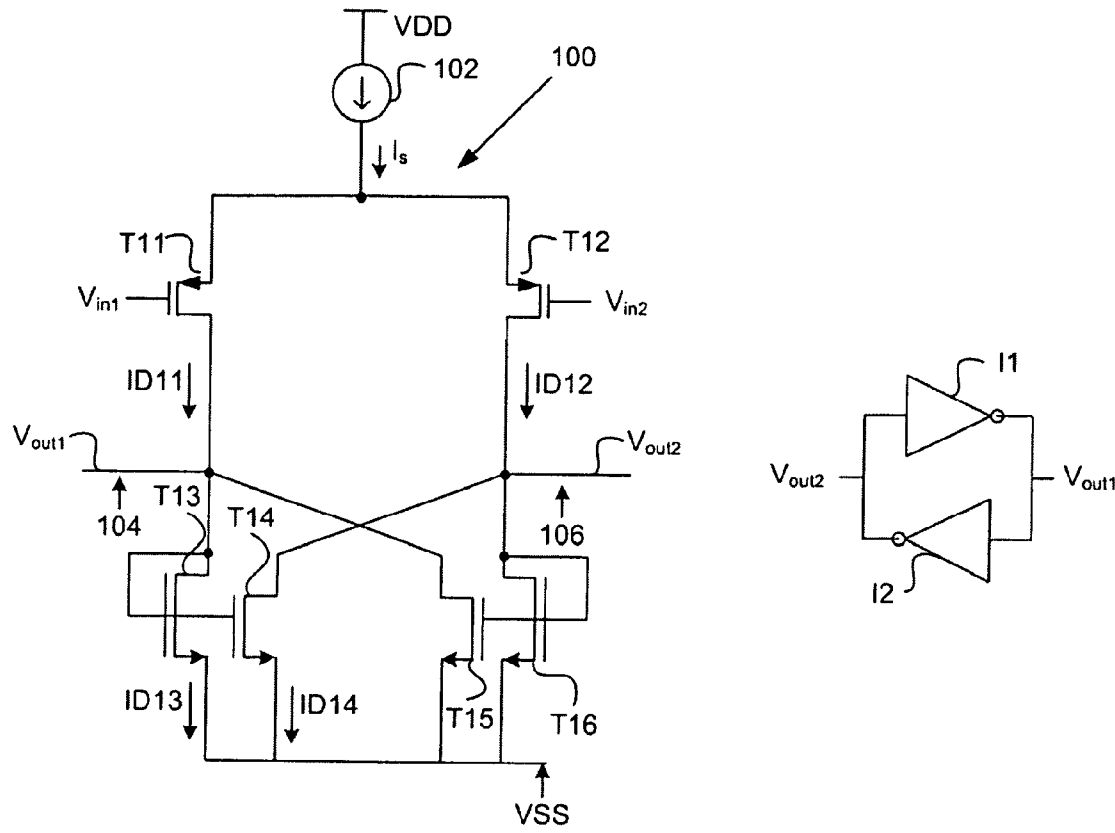 VDD
102
100
Is
T11
T12
Vin1
Vin2
ID11
ID12
I1
Vout1
Vout2
Vout2
Vout1
104
T13
T14
106
I2
ID13
ID14
T15
T16
VSS